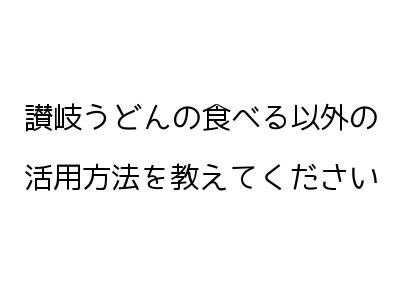 讃岐うどんの食べる以外の
活用方法を教えてください